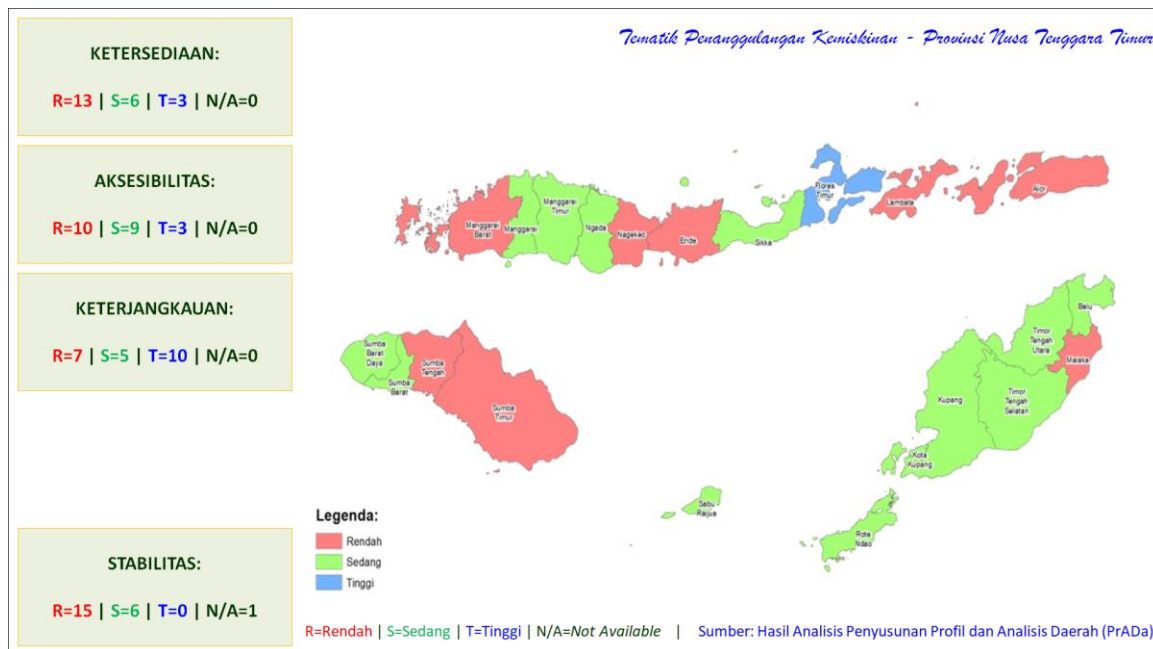 Tematik Penanggulangan Kemiskinan - Provinsi Nusa Tenggara Timur
KETERSEDIAAN:
R=13 | S=6 | T=3 | N/A=0
AKSESIBILITAS:
R=10 | S=9 | T=3 | N/A=0
KETERJANGKAUAN:
R=7 | S=5 | T=10 | N/A=0
STABILITAS:
R=15 | S=6 | T=0 | N/A=1
Manggarai
Barat
Manggarai
Manggarai
Timur
Ngada
Nagekeo
Ende
Sikka
Flores
Timur
Lembata
Alor
Sumba
Barat
Daya
Sumba
Barat
Sumba
Tengah
Sumba
Timur
Belu
Timor
Tengah
Utara
Malaka
Kupang
Timor
Tengah
Selatan
Kota
Kupang
Sabu
Raijua
Rote
Ndao
Legenda:
Rendah
Sedang
Tinggi
R=Rendah | S=Sedang | T=Tinggi | N/A=Not Available | Sumber: Hasil Analisis Penyusunan Profil dan Analisis Daerah (PrADa)